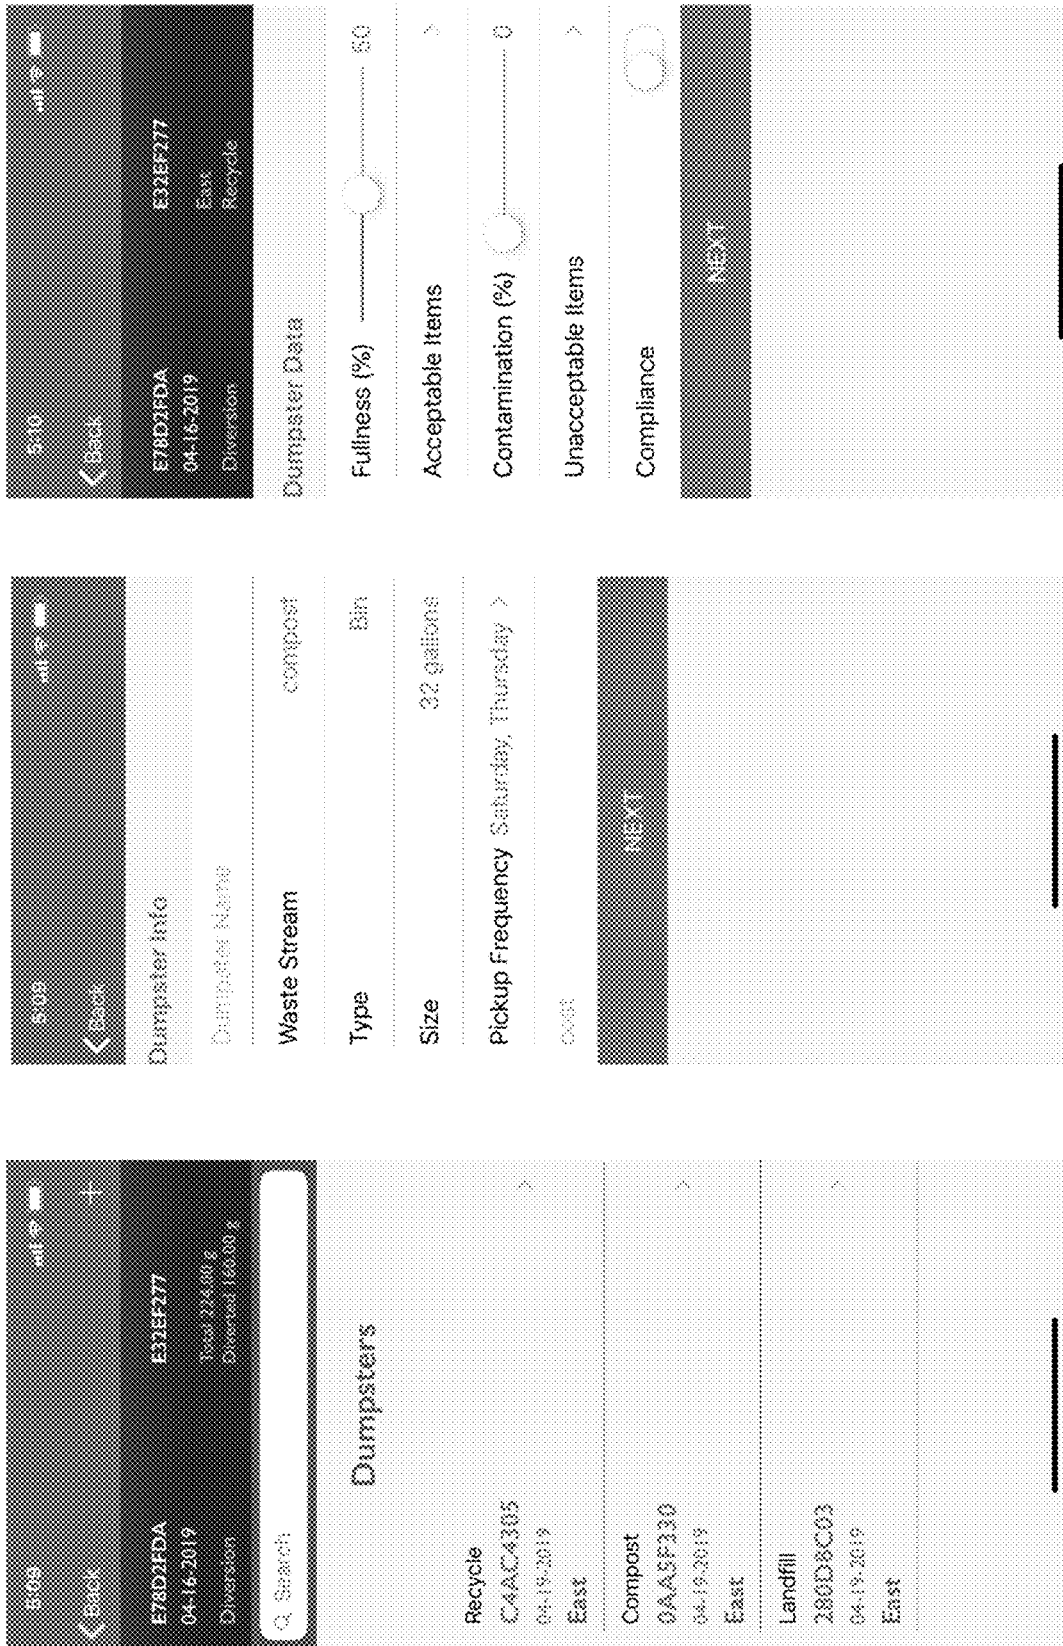 5:09
Back
E78D2FDA E32EF277
04-16-2019
Diversion
Search
Dumpsters
Recycle
C4AC4305
04-19-2019
East
Compost
0AA5F330
04-19-2019
East
Landfill
280D8C03
04-19-2019
East
5:09
Back
Dumpster Info
Dumpster Name
Waste Stream compost
Type Bin
Size 32 gallons
Pickup Frequency Saturday, Thursday
cost
NEXT
5:10
Back
E78D2FDA E32EF277
04-16-2019 East
Diversion Recycle
Dumpster Data
Fullness (%)
Acceptable Items
Contamination (%) 0
Unacceptable Items
Compliance
NEXT